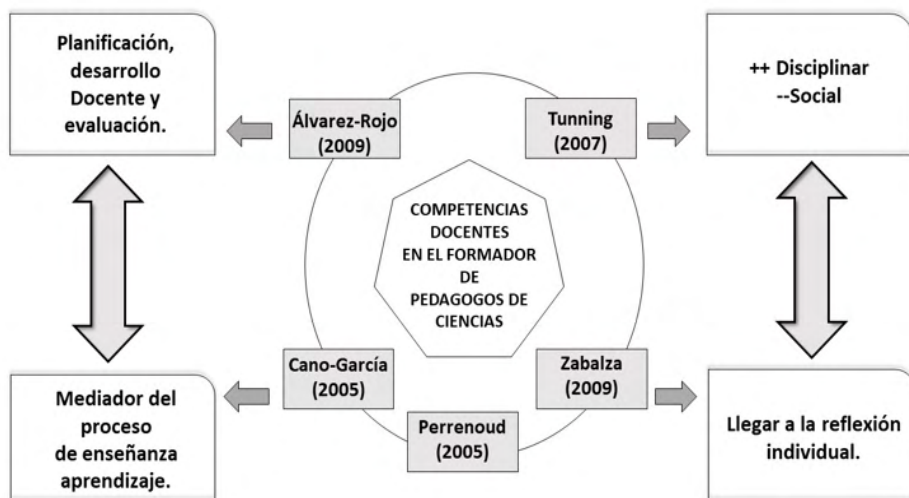 Planificación,
desarrollo
Docente y
evaluación.
Álvarez-Rojo
(2009)
Tunning
(2007)
++ Disciplinar
--Social
COMPETENCIAS
DOCENTES
EN EL FORMADOR
DE
PEDAGOGOS DE
CIENCIAS
Cano-García
(2005)
Zabalza
(2009)
Perrenoud
(2005)
Mediador del
proceso
de enseñanza
aprendizaje.
Llegar a la reflexión
individual.